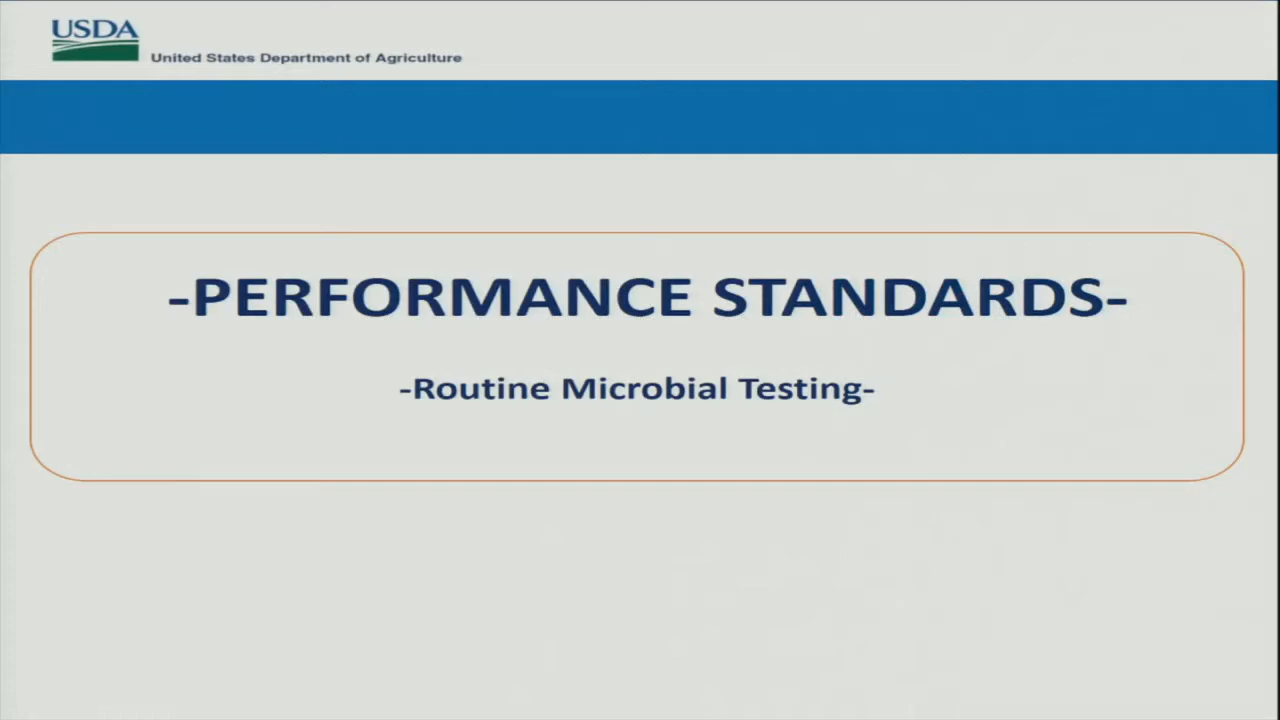 USDA
United States Department of Agriculture
-PERFORMANCE STANDARDS-
-Routine Microbial Testing-